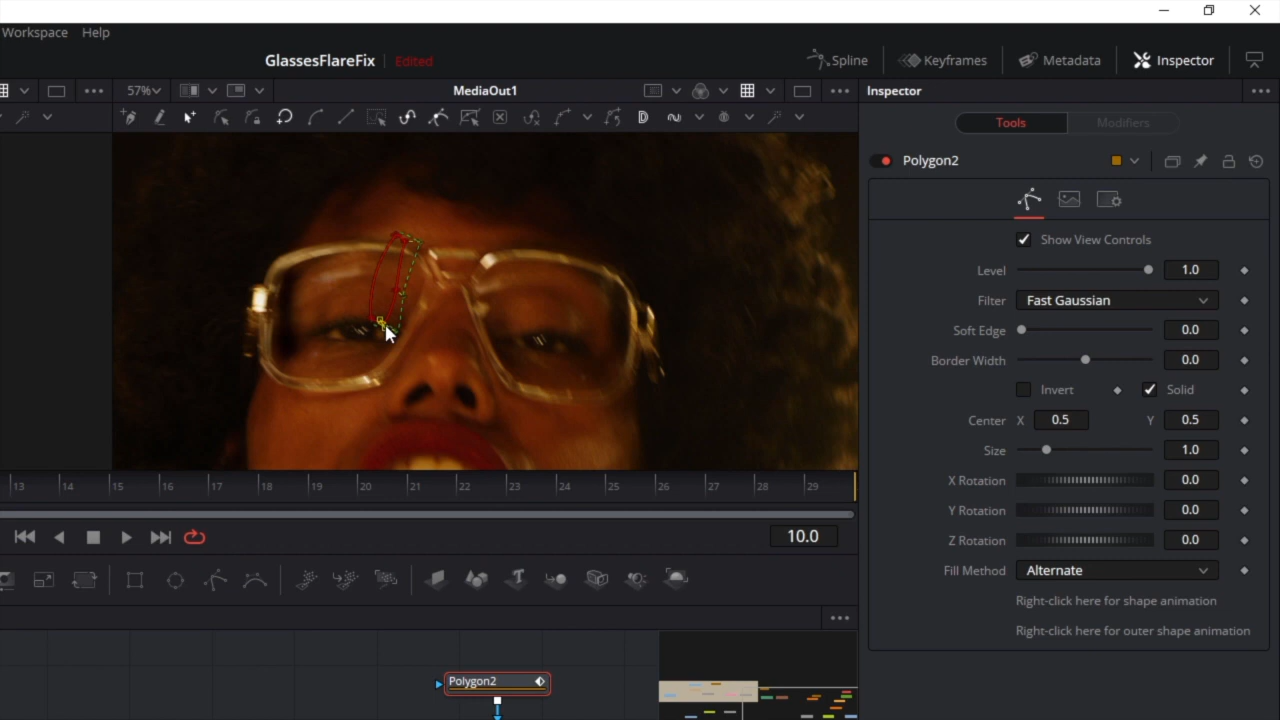 Workspace Help
GlassesFlareFix Edited
Spline Keyframes Metadata Inspector
57% MediaOut1 Inspector
D
Tools Modifiers
Polygon2
Show View Controls
Level 1.0
Filter Fast Gaussian
Soft Edge 0.0
Border Width 0.0
Invert Solid
Center X 0.5 Y 0.5
Size 1.0
X Rotation 0.0
Y Rotation 0.0
Z Rotation 0.0
Fill Method Alternate
Right-click here for shape animation
Right-click here for outer shape animation
13 14 15 16 17 18 19 20 21 22 23 24 25 26 27 28 29
10.0
T
Polygon2